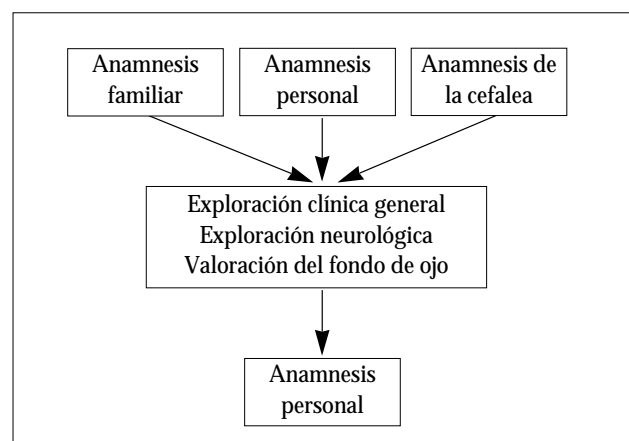 Anamnesis
familiar
Anamnesis
personal
Anamnesis de
la cefalea
Exploración clínica general
Exploración neurológica
Valoración del fondo de ojo
Anamnesis
personal